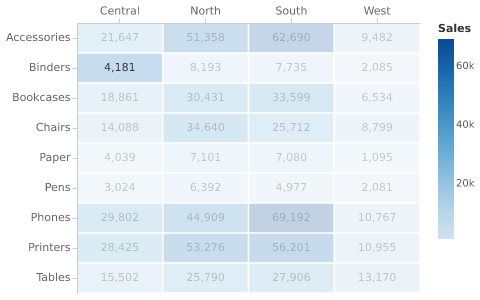 Central North South West
Sales
Accessories 21,647 51,358 62,690 9,482
60k
Binders 4,181 8,193 7,735 2,085
Bookcases 18,861 30,431 33,599 6,534
Chairs 14,088 34,640 25,712 8,799
40k
Paper 4,039 7,101 7,080 1,095
Pens 3,024 6,392 4,977 2,081
20k
Phones 29,802 44,909 69,192 10,767
Printers 28,425 53,276 56,201 10,955
Tables 15,502 25,790 27,906 13,170